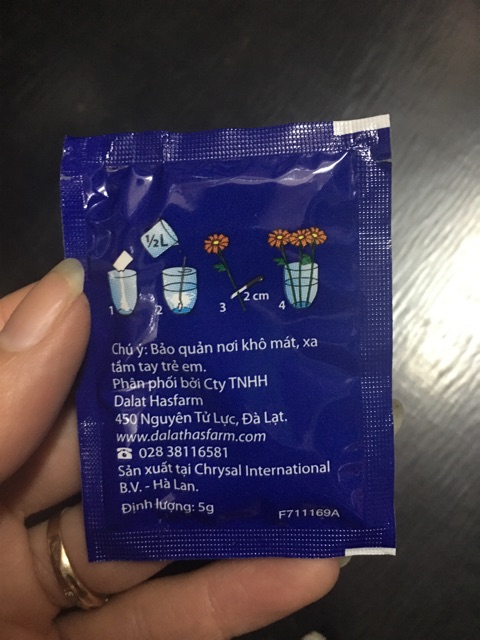 ½L
2 cm
1
2
3
4
Chú ý: Bảo quản nơi khô mát, xa
tầm tay trẻ em.
Phân phối bởi Cty TNHH
Dalat Hasfarm
450 Nguyên Tử Lực, Đà Lạt.
www.dalathasfarm.com
☎ 028 38116581
Sản xuất tại Chrysal International
B.V. - Hà Lan.
Định lượng: 5g
F711169A